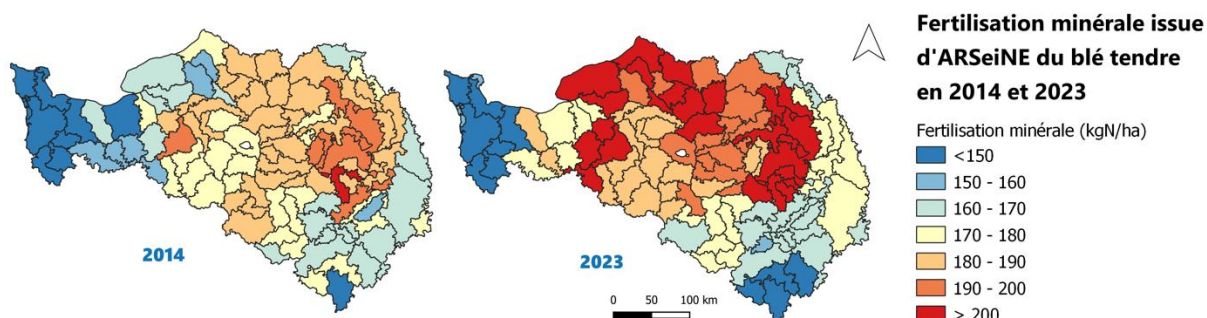 Fertilisation minérale issue
d'ARSeiNE du blé tendre
en 2014 et 2023
Fertilisation minérale (kgN/ha)
<150
150 - 160
160 - 170
170 - 180
180 - 190
190 - 200
> 200
2014
2023
0 50 100 km